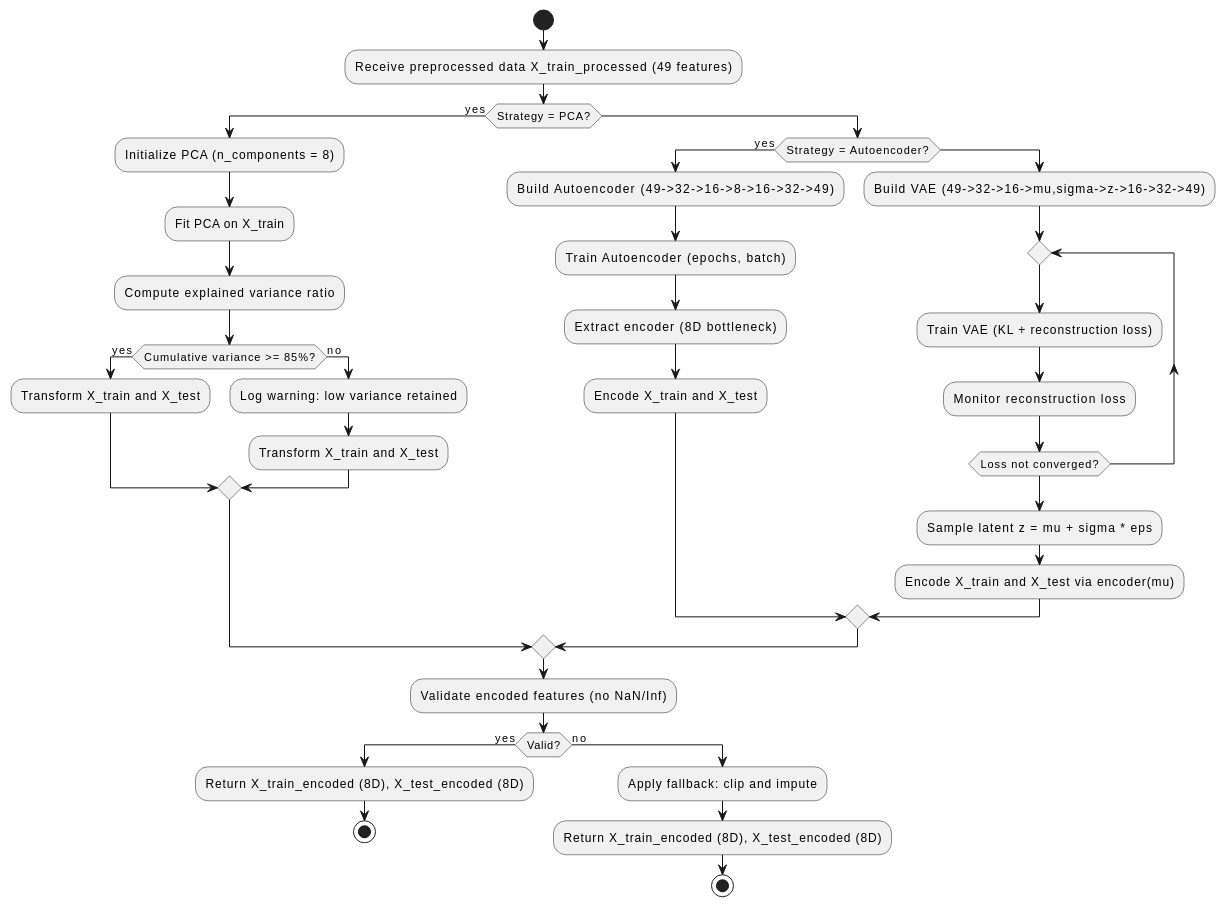 Receive preprocessed data X_train_processed (49 features)
yes
Strategy = PCA?
Initialize PCA (n_components = 8)
Fit PCA on X_train
Compute explained variance ratio
yes
Cumulative variance >= 85%?
no
Transform X_train and X_test
Log warning: low variance retained
Transform X_train and X_test
yes
Strategy = Autoencoder?
Build Autoencoder (49->32->16->8->16->32->49)
Train Autoencoder (epochs, batch)
Extract encoder (8D bottleneck)
Encode X_train and X_test
Build VAE (49->32->16->mu,sigma->z->16->32->49)
Train VAE (KL + reconstruction loss)
Monitor reconstruction loss
Loss not converged?
Sample latent z = mu + sigma * eps
Encode X_train and X_test via encoder(mu)
Validate encoded features (no NaN/Inf)
yes
Valid?
no
Return X_train_encoded (8D), X_test_encoded (8D)
Apply fallback: clip and impute
Return X_train_encoded (8D), X_test_encoded (8D)